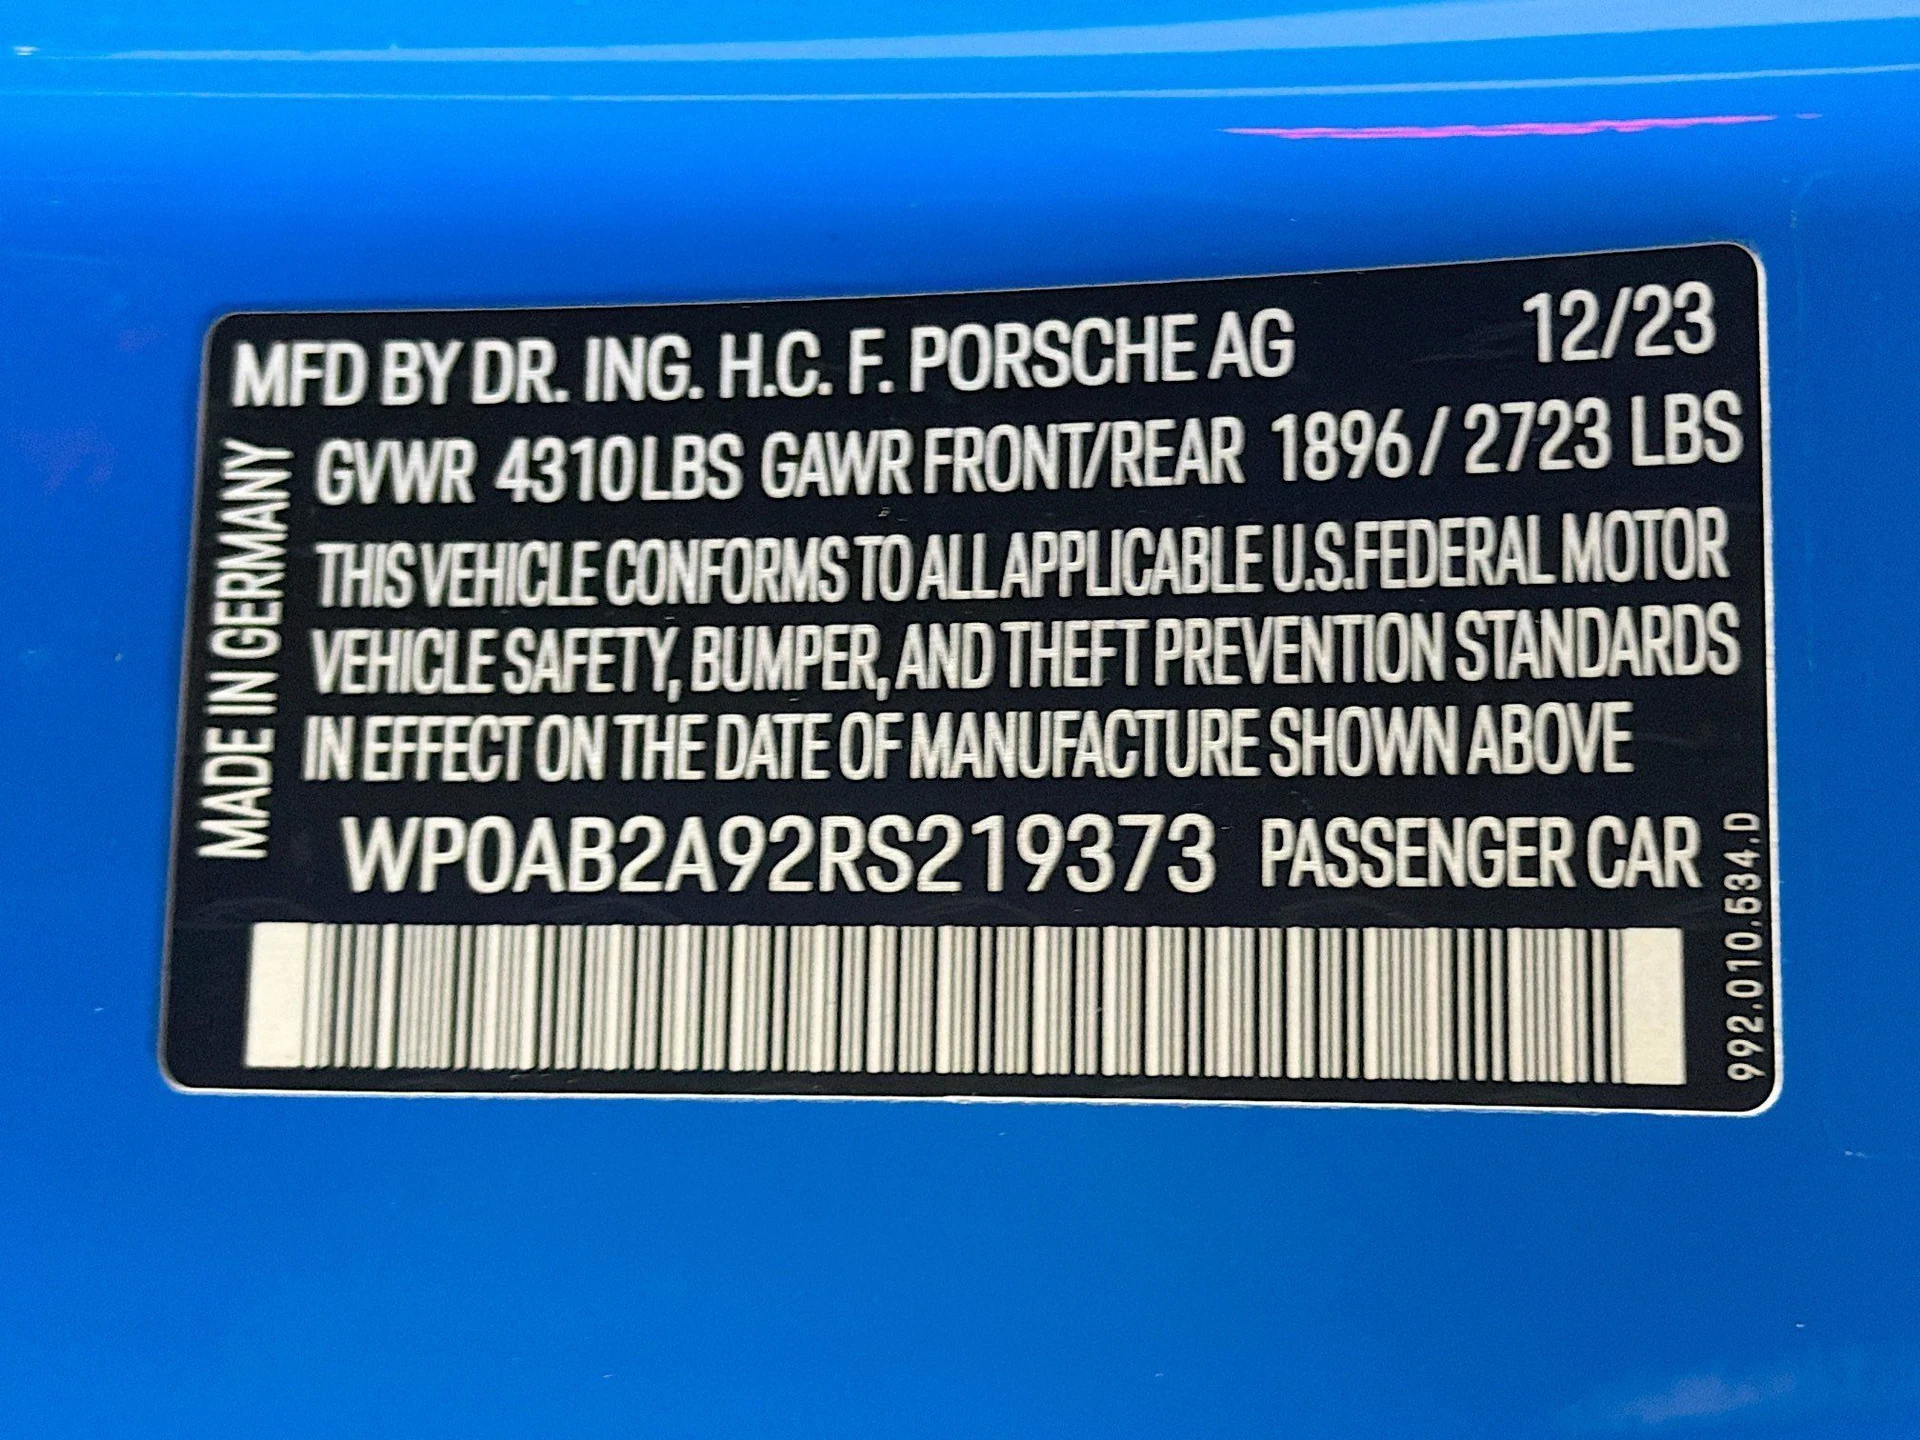 MFD BY DR. ING. H.C. F. PORSCHE AG 12/23
GVWR 4310LBS GAWR FRONT/REAR 1896/2723 LBS
THIS VEHICLE CONFORMS TO ALL APPLICABLE U.S.FEDERAL MOTOR
VEHICLE SAFETY, BUMPER, AND THEFT PREVENTION STANDARDS
IN EFFECT ON THE DATE OF MANUFACTURE SHOWN ABOVE
WP0AB2A92RS219373 PASSENGER CAR
MADE IN GERMANY
992.010.534.D